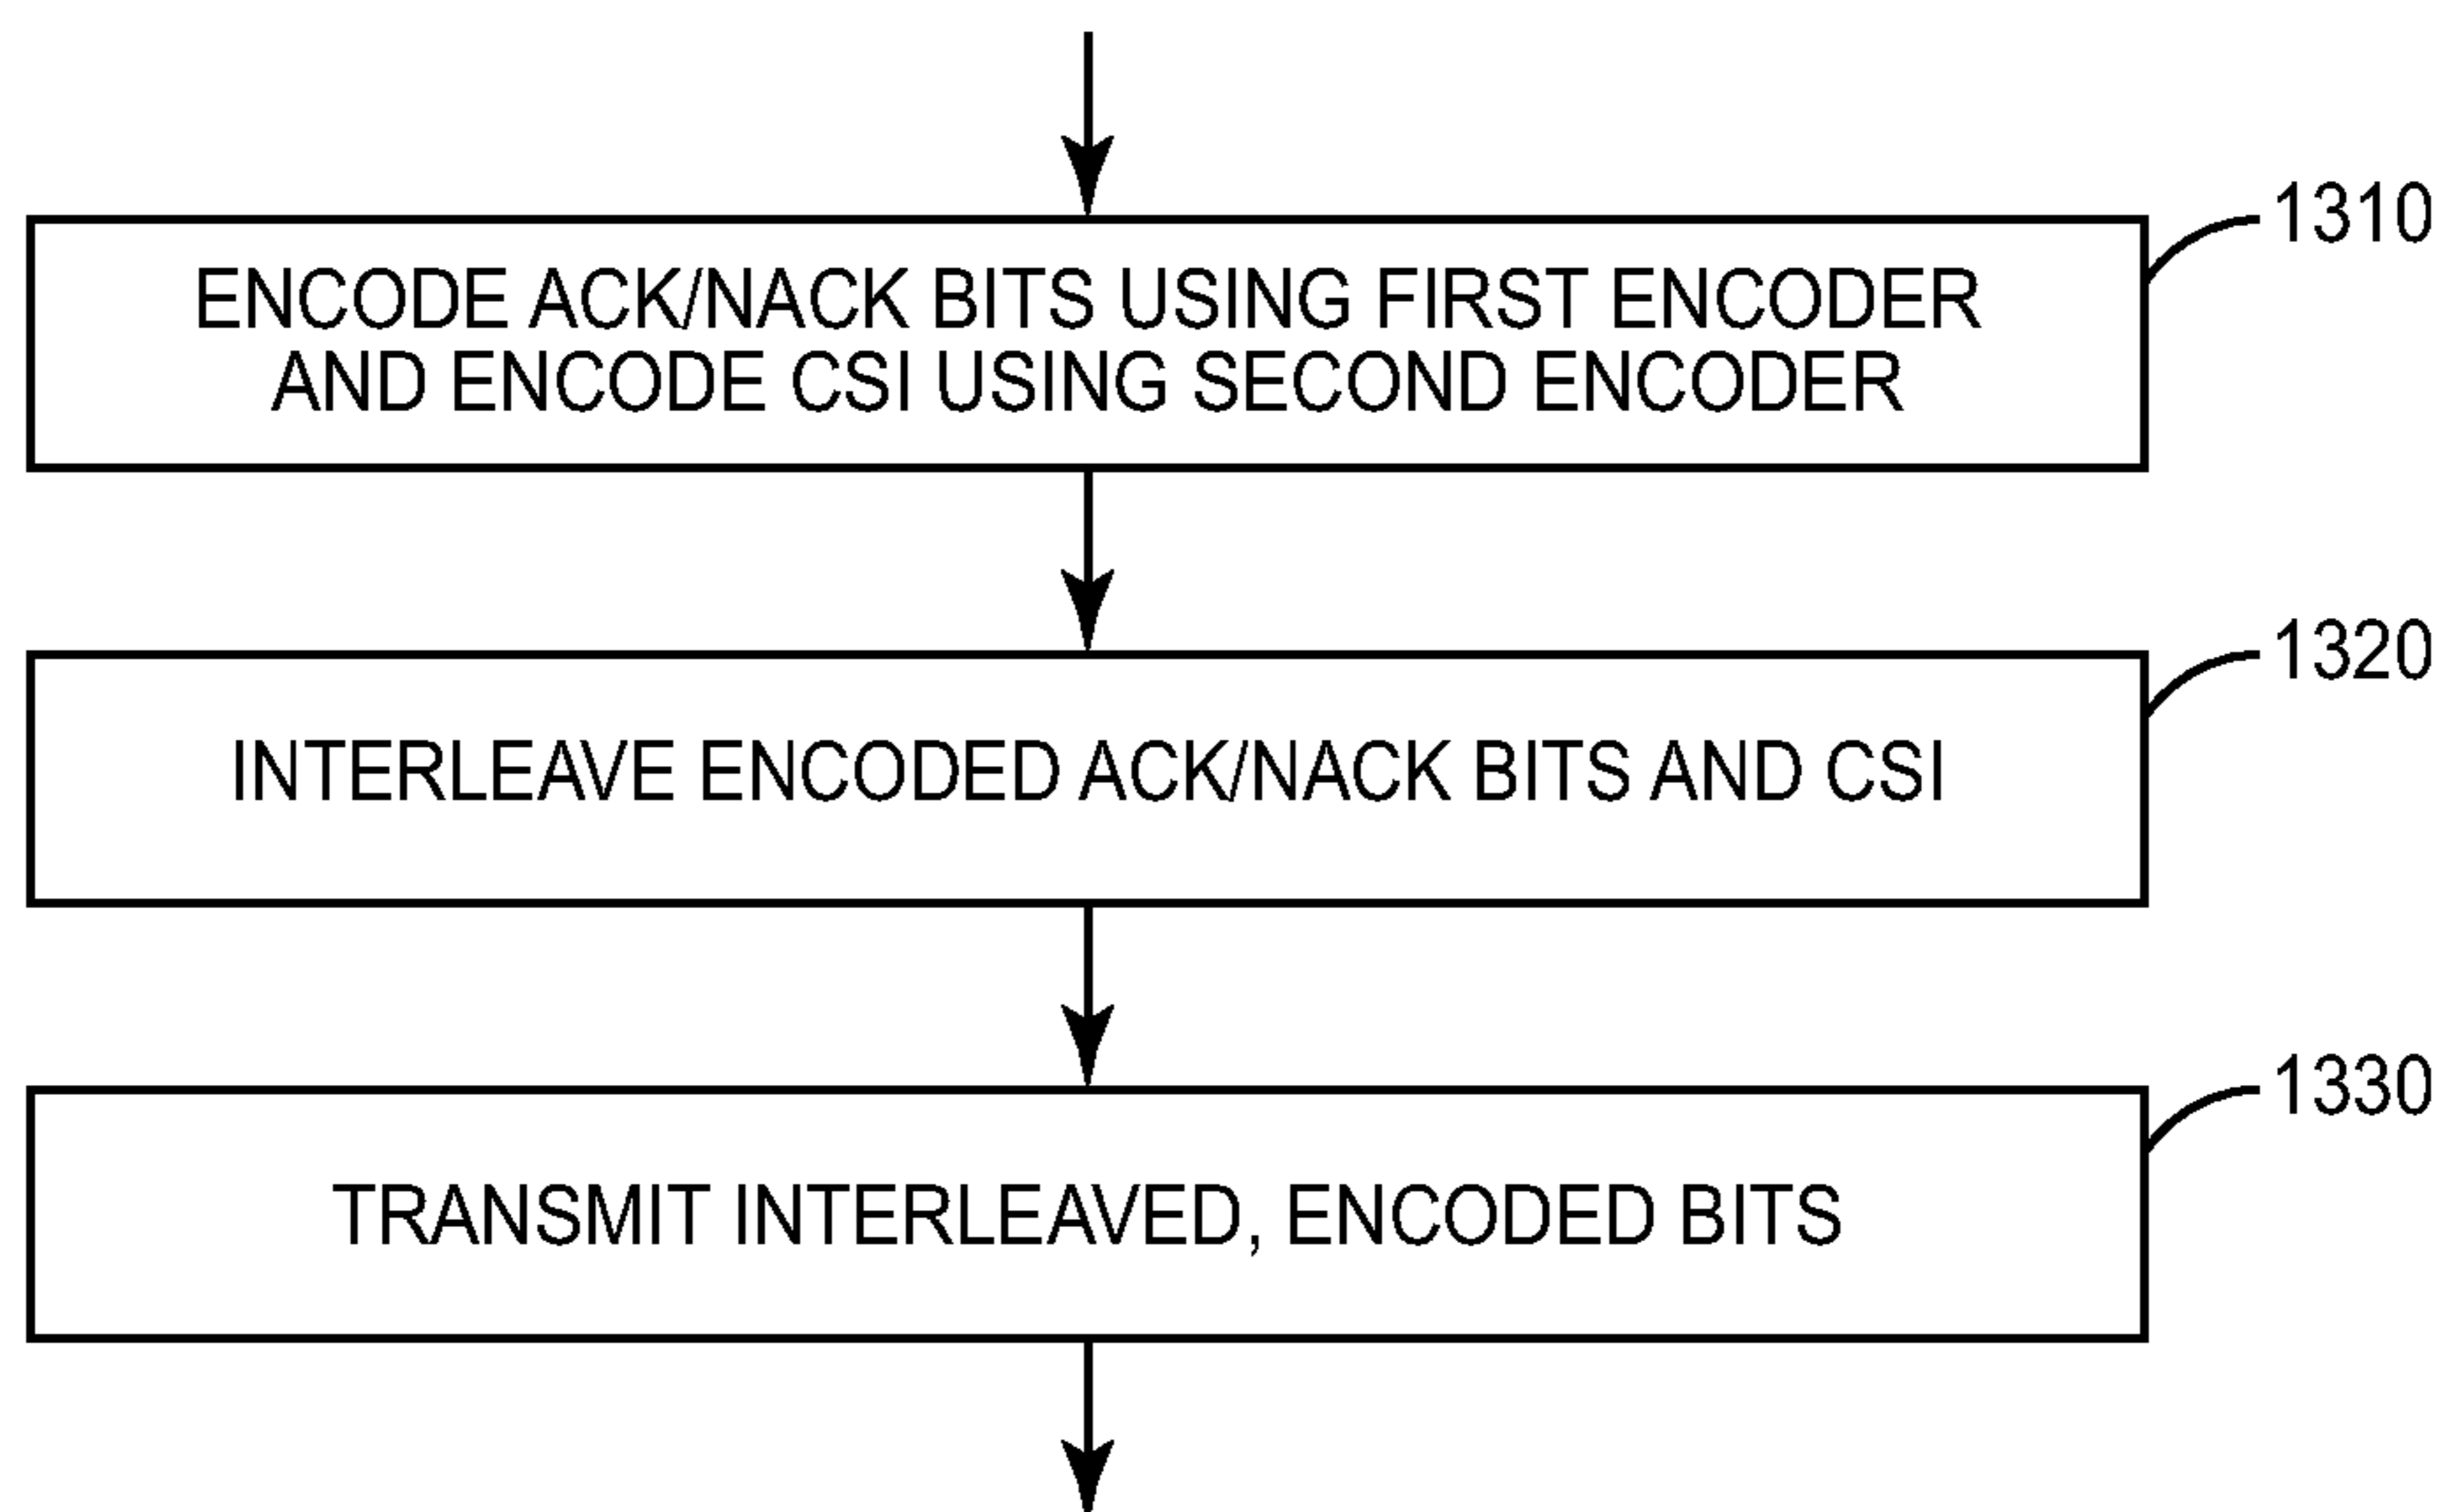 1310
ENCODE ACK/NACK BITS USING FIRST ENCODER
AND ENCODE CSI USING SECOND ENCODER
1320
INTERLEAVE ENCODED ACK/NACK BITS AND CSI
1330
TRANSMIT INTERLEAVED, ENCODED BITS